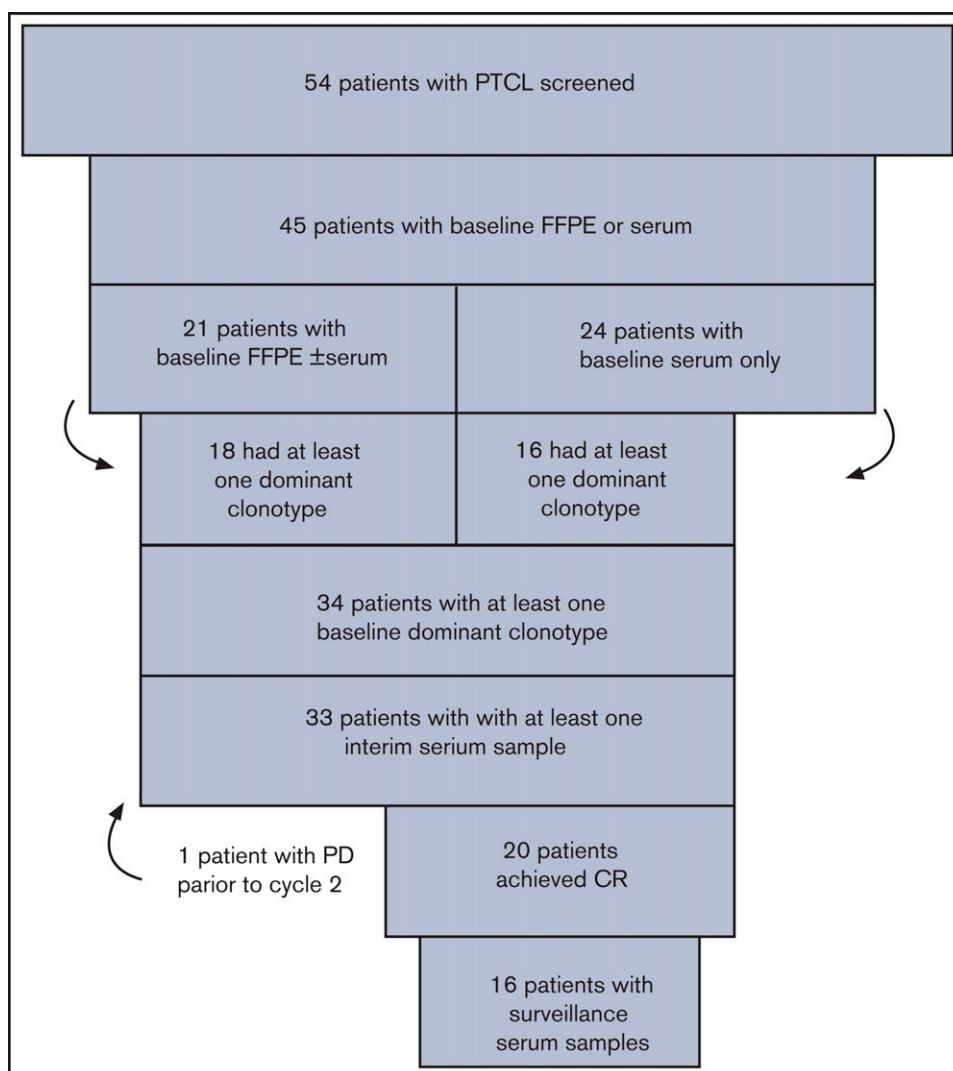 54 patients with PTCL screened
45 patients with baseline FFPE or serum
21 patients with
baseline FFPE ±serum
24 patients with
baseline serum only
18 had at least
one dominant
clonotype
16 had at least
one dominant
clonotype
34 patients with at least one
baseline dominant clonotype
33 patients with with at least one
interim serium sample
1 patient with PD
parior to cycle 2
20 patients
achieved CR
16 patients with
surveillance
serum samples